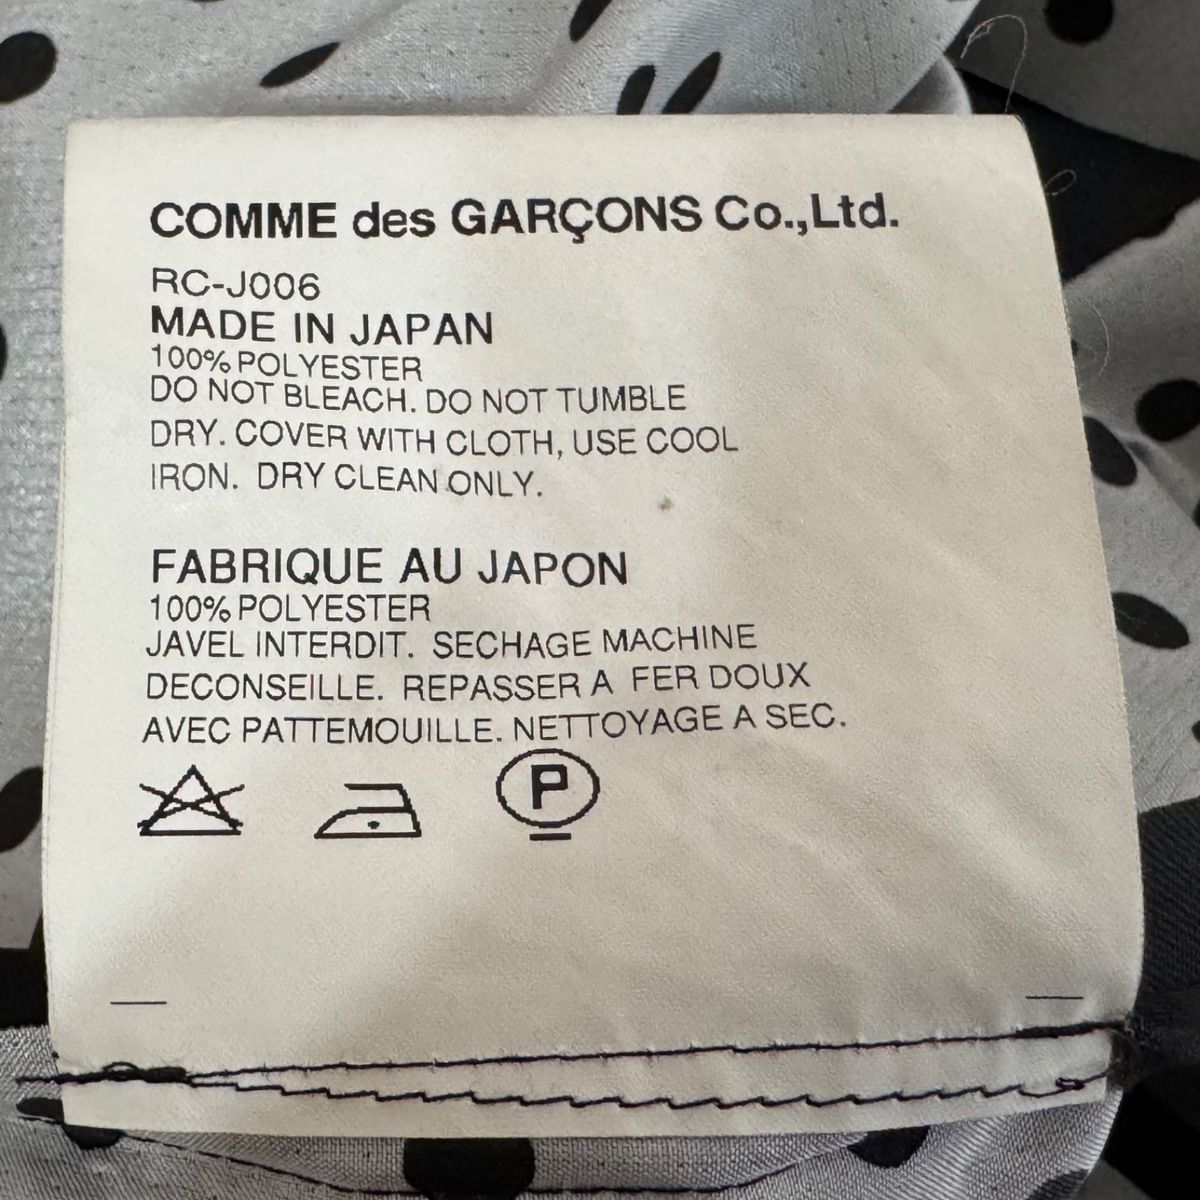 COMME des GARÇONS Co.,Ltd.
RC-J006
MADE IN JAPAN
100% POLYESTER
DO NOT BLEACH. DO NOT TUMBLE
DRY. COVER WITH CLOTH, USE COOL
IRON. DRY CLEAN ONLY.
FABRIQUE AU JAPON
100% POLYESTER
JAVEL INTERDIT. SECHAGE MACHINE
DECONSEILLE. REPASSER A FER DOUX
AVEC PATTEMOUILLE. NETTOYAGE A SEC.
P